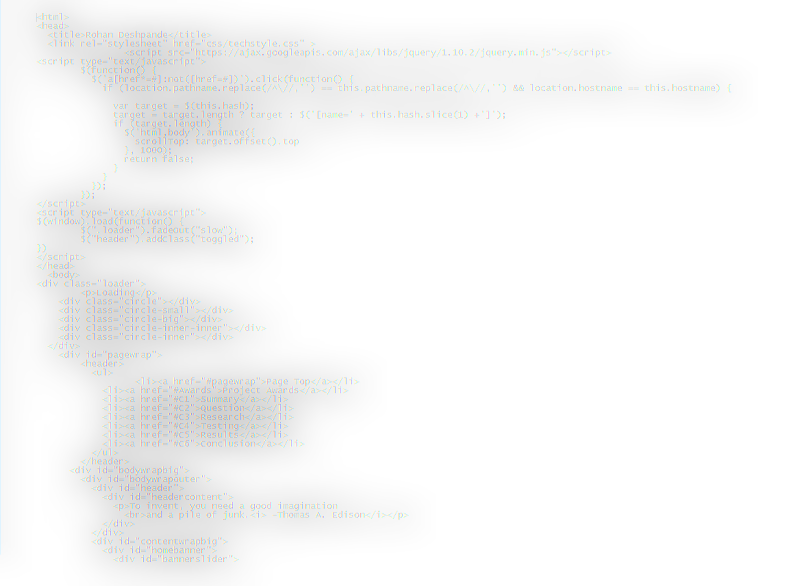 <html>
<head>
<title>Rohan Deshpande</title>
<link rel="stylesheet" href="css/techstyle.css" >
<script src="https://ajax.googleapis.com/ajax/libs/jquery/1.10.2/jquery.min.js"></script>
<script type="text/javascript">
$(function() {
$('a[href*=#]:not([href=#])').click(function() {
if (location.pathname.replace(/^\//,'') == this.pathname.replace(/^\//,'') && location.hostname == this.hostname) {
var target = $(this.hash);
target = target.length ? target : $('[name=' + this.hash.slice(1) +']');
if (target.length) {
$('html,body').animate({
scrollTop: target.offset().top
}, 1000);
return false;
}
}
});
});
</script>
<script type="text/javascript">
$(window).load(function() {
$(".loader").fadeOut("slow");
$("header").addClass("toggled");
})
</script>
</head>
<body>
<div class="loader">
<p>Loading</p>
<div class="circle"></div>
<div class="circle-small"></div>
<div class="circle-big"></div>
<div class="circle-inner-inner"></div>
<div class="circle-inner"></div>
</div>
<div id="pagewrap">
<header>
<ul>
<li><a href="#pagewrap">Page Top</a></li>
<li><a href="#Awards">Project Awards</a></li>
<li><a href="#C1">Summary</a></li>
<li><a href="#C2">Question</a></li>
<li><a href="#C3">Research</a></li>
<li><a href="#C4">Testing</a></li>
<li><a href="#C5">Results</a></li>
<li><a href="#C6">Conclusion</a></li>
</ul>
</header>
<div id="bodywrapbig">
<div id="bodywrapouter">
<div id="header">
<div id="headercontent">
<p>To invent, you need a good imagination
<br>and a pile of junk.<i> -Thomas A. Edison</i></p>
</div>
</div>
<div id="contentwrapbig">
<div id="homebanner">
<div id="bannerslider">